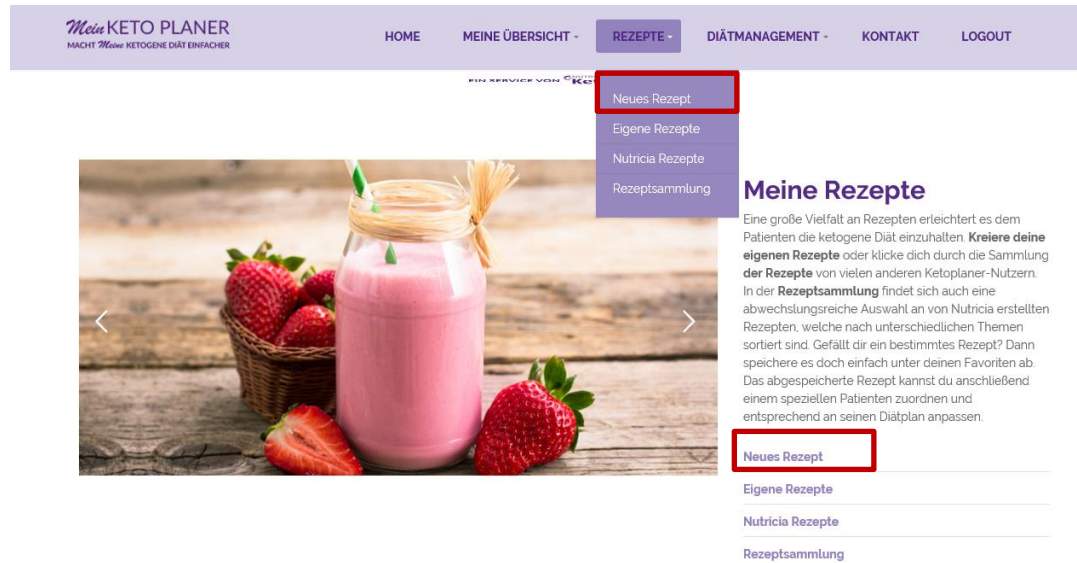 Mein KETO PLANER
MACHT Meine KETOGENE DIÄT EINFACHER
HOME MEINE ÜBERSICHT - REZEPTE - DIÄTMANAGEMENT - KONTAKT LOGOUT
EIN SERVICE VON
Neues Rezept
Eigene Rezepte
Nutricia Rezepte
Rezeptsammlung
Meine Rezepte
Eine große Vielfalt an Rezepten erleichtert es dem
Patienten die ketogene Diät einzuhalten. Kreiere deine
eigenen Rezepte oder klicke dich durch die Sammlung
der Rezepte von vielen anderen Ketoplaner-Nutzern.
In der Rezeptsammlung findet sich auch eine
abwechslungsreiche Auswahl an von Nutricia erstellten
Rezepten, welche nach unterschiedlichen Themen
sortiert sind. Gefällt dir ein bestimmtes Rezept? Dann
speichere es doch einfach unter deinen Favoriten ab.
Das abgespeicherte Rezept kannst du anschließend
einem speziellen Patienten zuordnen und
entsprechend an seinen Diätplan anpassen.
Neues Rezept
Eigene Rezepte
Nutricia Rezepte
Rezeptsammlung